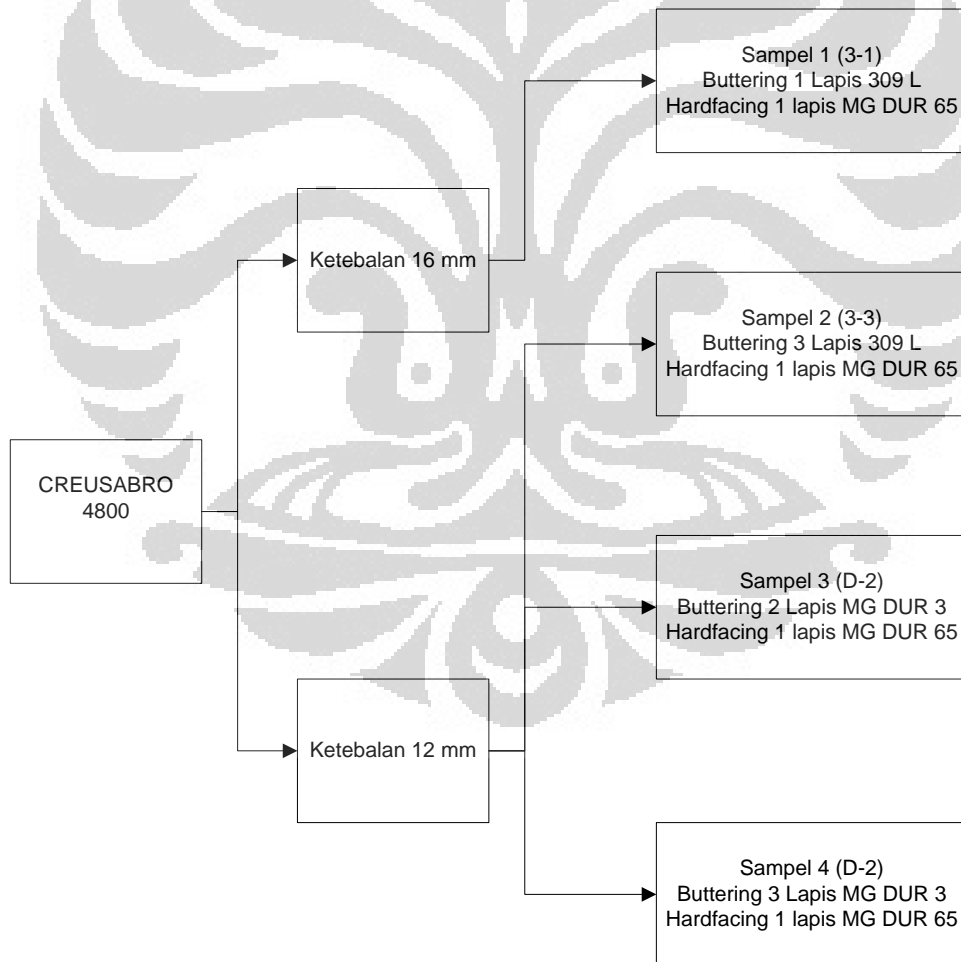 Sampel 1 (3-1)
Buttering 1 Lapis 309 L
Hardfacing 1 lapis MG DUR 65
Ketebalan 16 mm
Sampel 2 (3-3)
Buttering 3 Lapis 309 L
Hardfacing 1 lapis MG DUR 65
CREUSABRO
4800
Sampel 3 (D-2)
Buttering 2 Lapis MG DUR 3
Hardfacing 1 lapis MG DUR 65
Ketebalan 12 mm
Sampel 4 (D-2)
Buttering 3 Lapis MG DUR 3
Hardfacing 1 lapis MG DUR 65